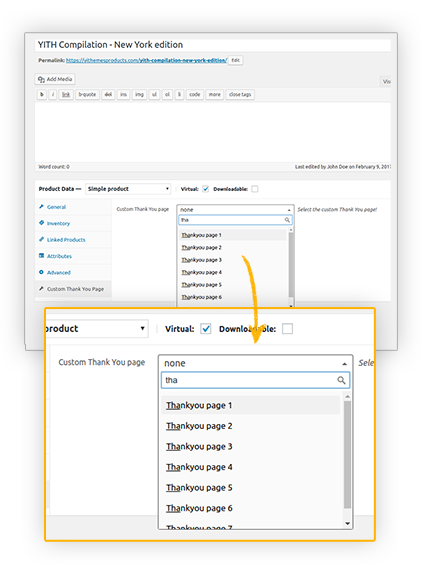 YITH Compilation - New York edition
Permalink: https://yithemesproducts.com/yith-compilation-new-york-edition/ Edit
Add Media
b i link b-quote del ins img ul ol li code more close tags
Word count: 0 Last edited by John Doe on February 9, 201
Product Data — Simple product Virtual: Downloadable:
General
Inventory
Linked Products
Attributes
Advanced
Custom Thank You Page
Custom Thank You page none Select the custom Thank You page!
tha
Thankyou page 1
Thankyou page 2
Thankyou page 3
Thankyou page 4
Thankyou page 5
Thankyou page 6
product Virtual: Downloadable:
Custom Thank You page none Sele
tha
Thankyou page 1
Thankyou page 2
Thankyou page 3
Thankyou page 4
Thankyou page 5
Thankyou page 6
Thankyou page 7